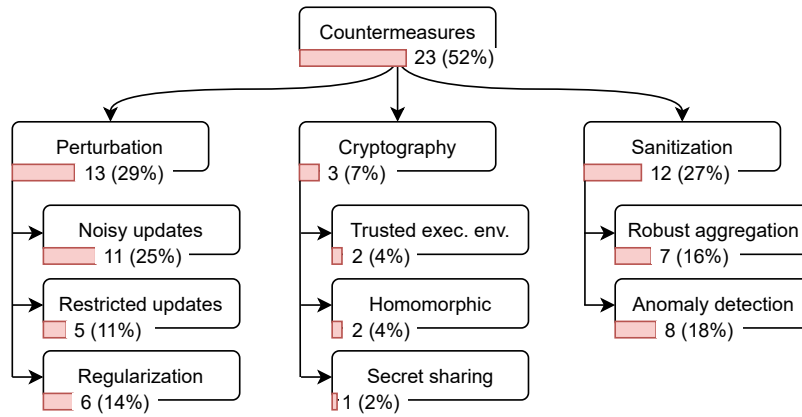 Countermeasures
23 (52%)
Perturbation
13 (29%)
Noisy updates
11 (25%)
Restricted updates
5 (11%)
Regularization
6 (14%)
Cryptography
3 (7%)
Trusted exec. env.
2 (4%)
Homomorphic
2 (4%)
Secret sharing
1 (2%)
Sanitization
12 (27%)
Robust aggregation
7 (16%)
Anomaly detection
8 (18%)